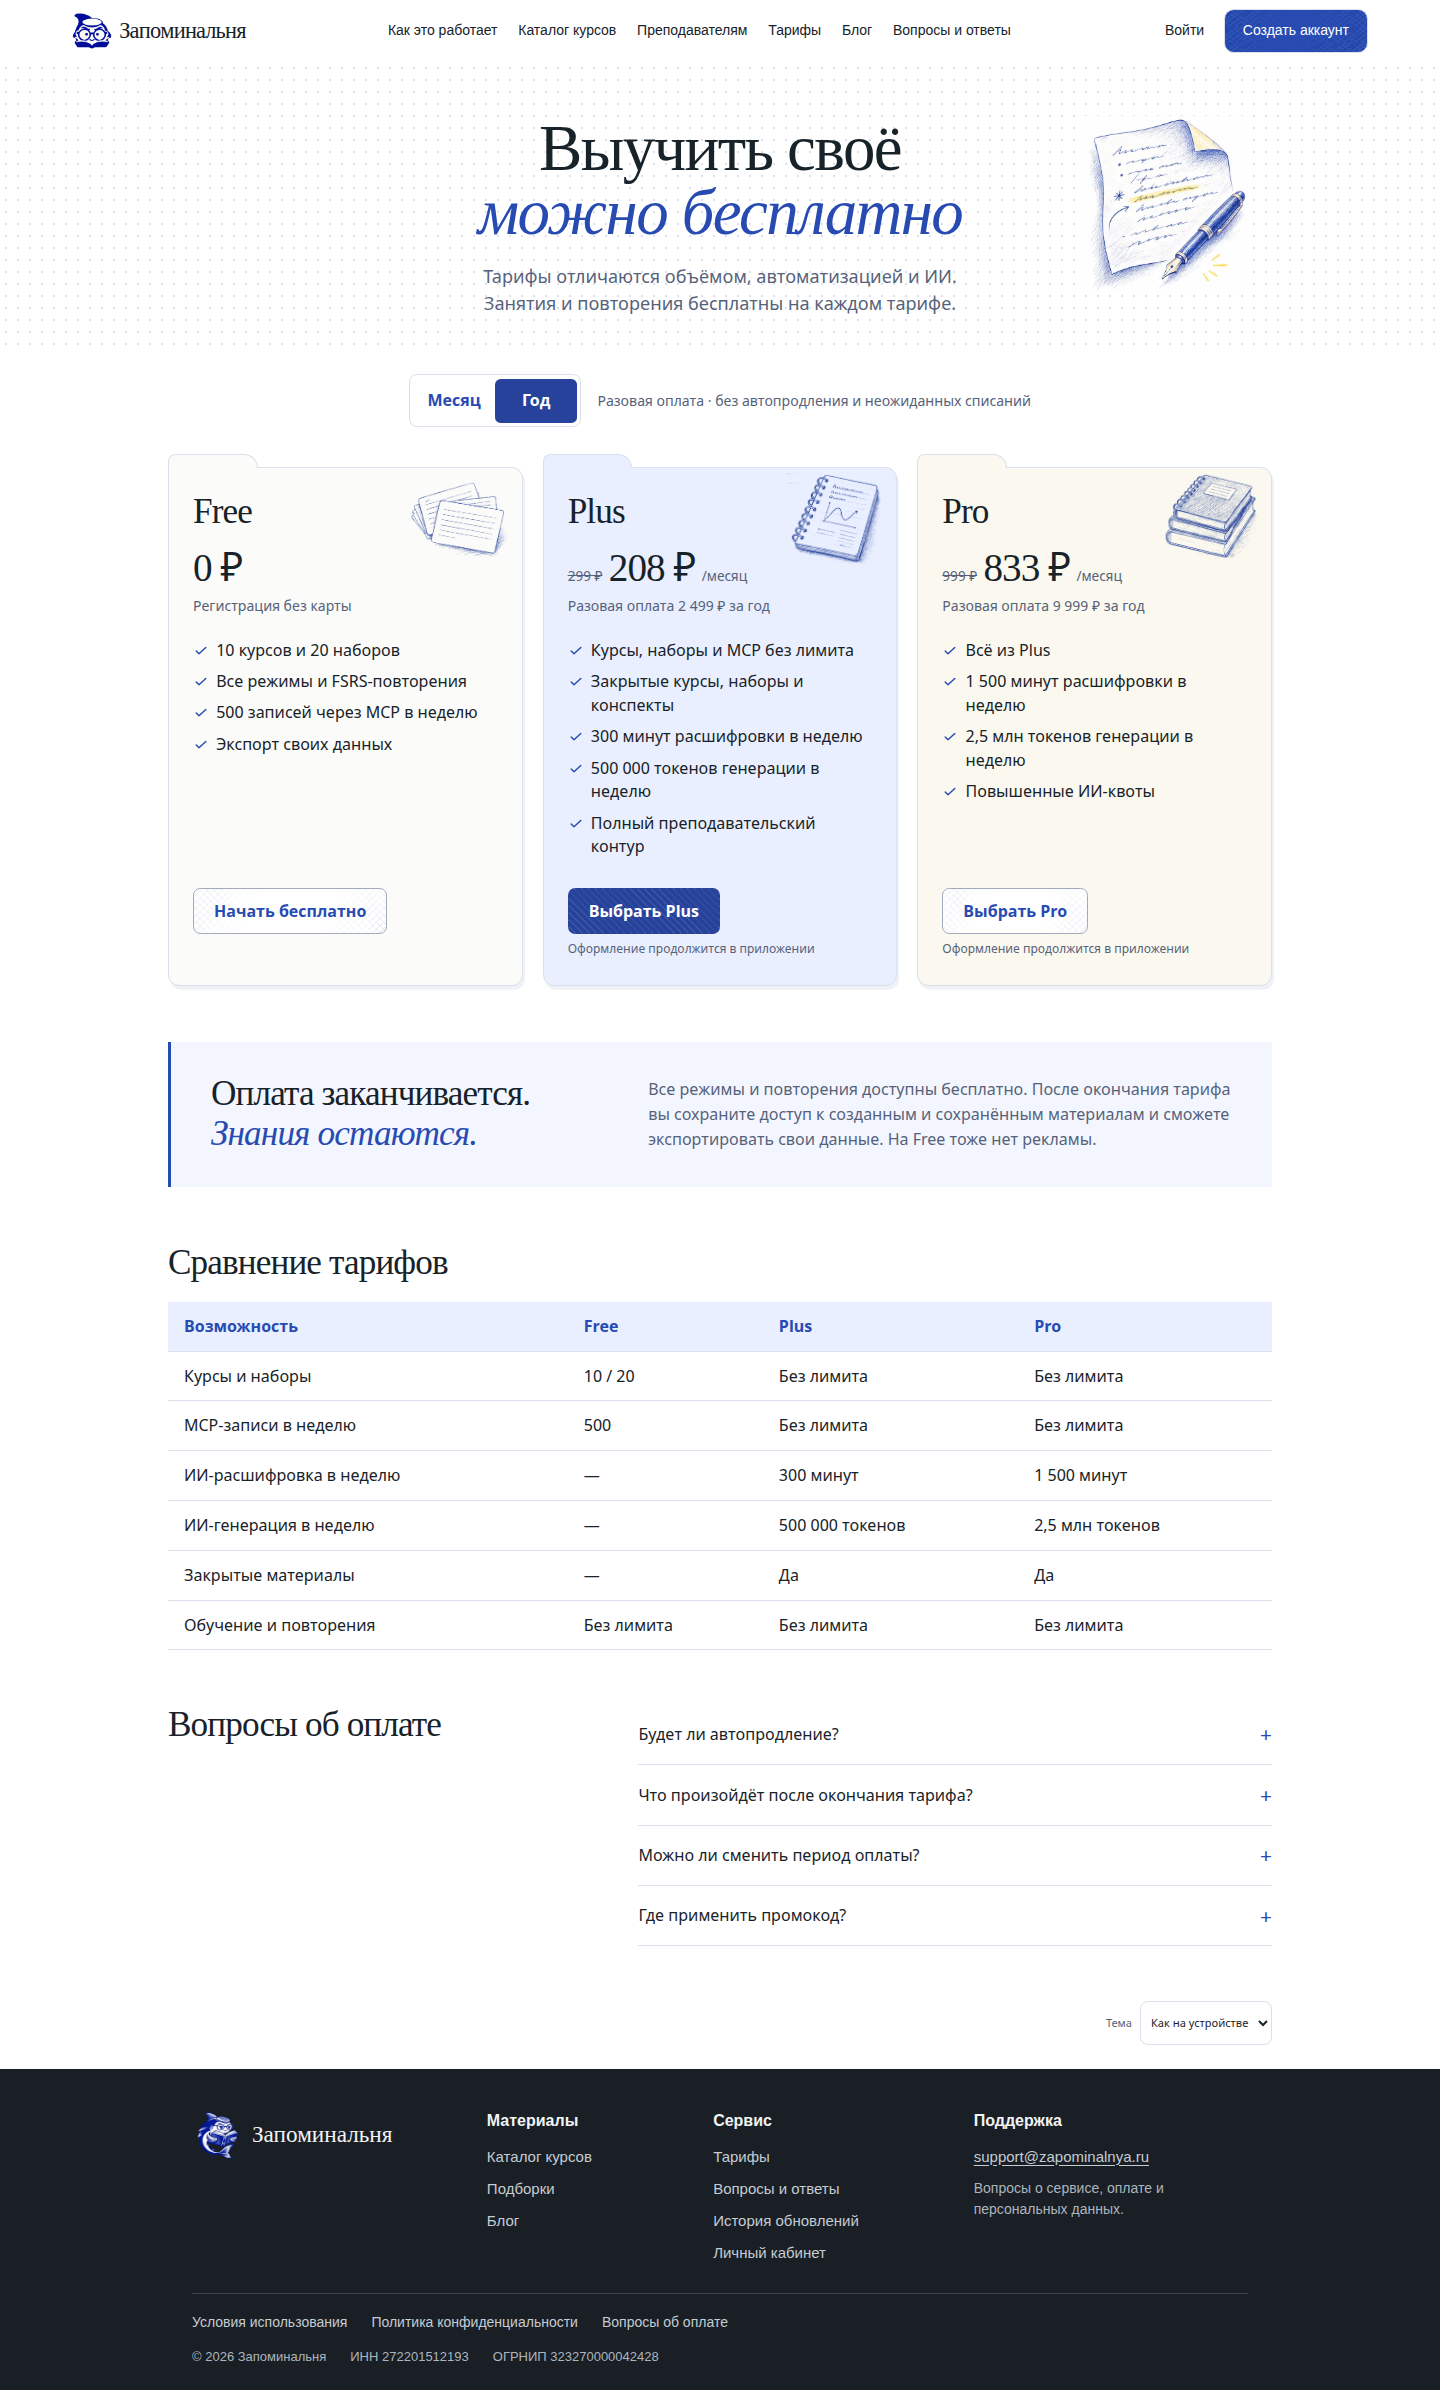 Запоминальня
Как это работает
Каталог курсов
Преподавателям
Тарифы
Блог
Вопросы и ответы
Войти
Создать аккаунт
Выучить своё
можно бесплатно
Тарифы отличаются объёмом, автоматизацией и ИИ.
Занятия и повторения бесплатны на каждом тарифе.
Месяц
Год
Разовая оплата · без автопродления и неожиданных списаний
Free
0 ₽
Регистрация без карты
10 курсов и 20 наборов
Все режимы и FSRS-повторения
500 записей через MCP в неделю
Экспорт своих данных
Начать бесплатно
Plus
299 ₽ 208 ₽ /месяц
Разовая оплата 2 499 ₽ за год
Курсы, наборы и MCP без лимита
Закрытые курсы, наборы и
конспекты
300 минут расшифровки в неделю
500 000 токенов генерации в
неделю
Полный преподавательский
контур
Выбрать Plus
Оформление продолжится в приложении
Pro
999 ₽ 833 ₽ /месяц
Разовая оплата 9 999 ₽ за год
Всё из Plus
1 500 минут расшифровки в
неделю
2,5 млн токенов генерации в
неделю
Повышенные ИИ-квоты
Выбрать Pro
Оформление продолжится в приложении
Оплата заканчивается.
Знания остаются.
Все режимы и повторения доступны бесплатно. После окончания тарифа
вы сохраните доступ к созданным и сохранённым материалам и сможете
экспортировать свои данные. На Free тоже нет рекламы.
Сравнение тарифов
Возможность Free Plus Pro
Курсы и наборы 10 / 20 Без лимита Без лимита
MCP-записи в неделю 500 Без лимита Без лимита
ИИ-расшифровка в неделю — 300 минут 1 500 минут
ИИ-генерация в неделю — 500 000 токенов 2,5 млн токенов
Закрытые материалы — Да Да
Обучение и повторения Без лимита Без лимита Без лимита
Вопросы об оплате
Будет ли автопродление? +
Что произойдёт после окончания тарифа? +
Можно ли сменить период оплаты? +
Где применить промокод? +
Тема
Как на устройстве
Запоминальня
Материалы
Каталог курсов
Подборки
Блог
Сервис
Тарифы
Вопросы и ответы
История обновлений
Личный кабинет
Поддержка
support@zapominalnya.ru
Вопросы о сервисе, оплате и
персональных данных.
Условия использования
Политика конфиденциальности
Вопросы об оплате
© 2026 Запоминальня
ИНН 272201512193
ОГРНИП 323270000042428